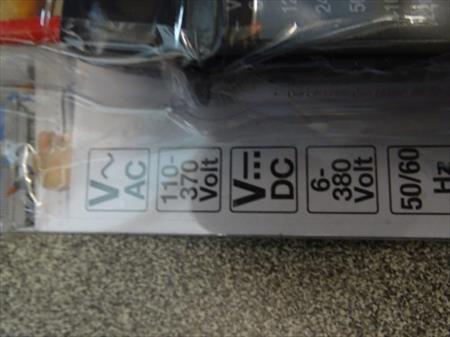 V~
AC
110-
370
Volt
V⎓
DC
6-
380
Volt
50/60
Hz